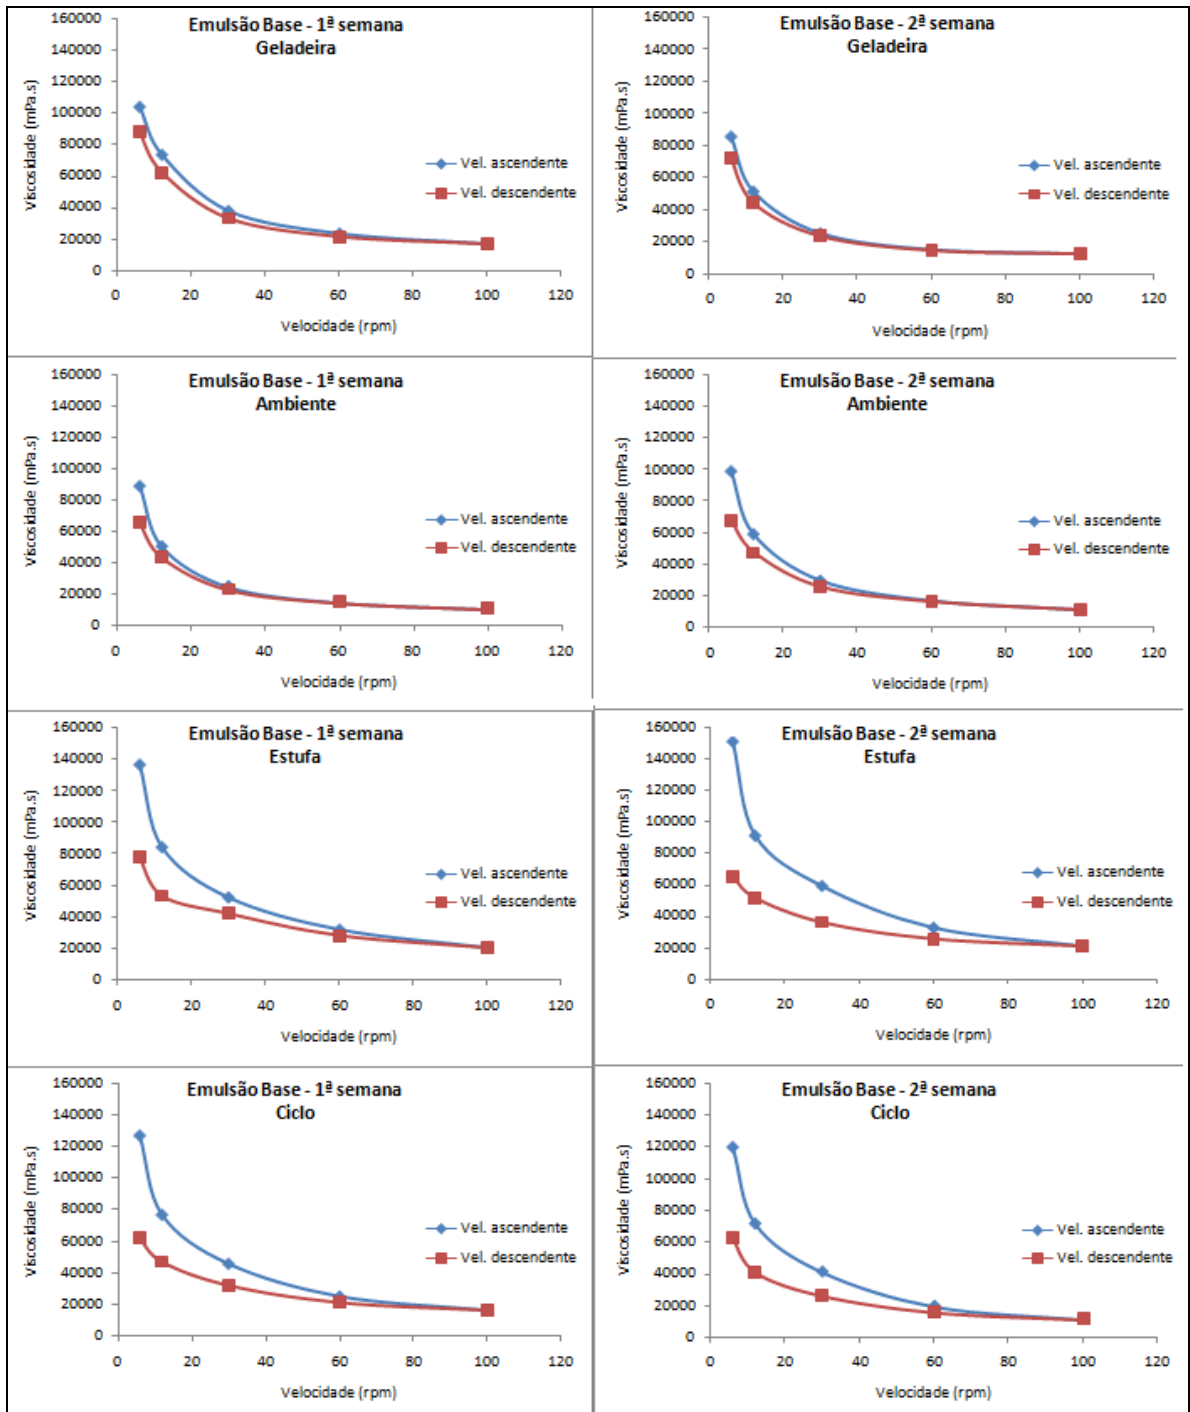 Emulsão Base - 1ª semana
Geladeira
Viscosidade (mPa.s)
160000
140000
120000
100000
80000
60000
40000
20000
0
0 20 40 60 80 100 120
Velocidade (rpm)
Vel. ascendente
Vel. descendente
Emulsão Base - 2ª semana
Geladeira
Viscosidade (mPa.s)
160000
140000
120000
100000
80000
60000
40000
20000
0
0 20 40 60 80 100 120
Velocidade (rpm)
Vel. ascendente
Vel. descendente
Emulsão Base - 1ª semana
Ambiente
Viscosidade (mPa.s)
160000
140000
120000
100000
80000
60000
40000
20000
0
0 20 40 60 80 100 120
Velocidade (rpm)
Vel. ascendente
Vel. descendente
Emulsão Base - 2ª semana
Ambiente
Viscosidade (mPa.s)
160000
140000
120000
100000
80000
60000
40000
20000
0
0 20 40 60 80 100 120
Velocidade (rpm)
Vel. ascendente
Vel. descendente
Emulsão Base - 1ª semana
Estufa
Viscosidade (mPa.s)
160000
140000
120000
100000
80000
60000
40000
20000
0
0 20 40 60 80 100 120
Velocidade (rpm)
Vel. ascendente
Vel. descendente
Emulsão Base - 2ª semana
Estufa
Viscosidade (mPa.s)
160000
140000
120000
100000
80000
60000
40000
20000
0
0 20 40 60 80 100 120
Velocidade (rpm)
Vel. ascendente
Vel. descendente
Emulsão Base - 1ª semana
Ciclo
Viscosidade (mPa.s)
160000
140000
120000
100000
80000
60000
40000
20000
0
0 20 40 60 80 100 120
Velocidade (rpm)
Vel. ascendente
Vel. descendente
Emulsão Base - 2ª semana
Ciclo
Viscosidade (mPa.s)
160000
140000
120000
100000
80000
60000
40000
20000
0
0 20 40 60 80 100 120
Velocidade (rpm)
Vel. ascendente
Vel. descendente